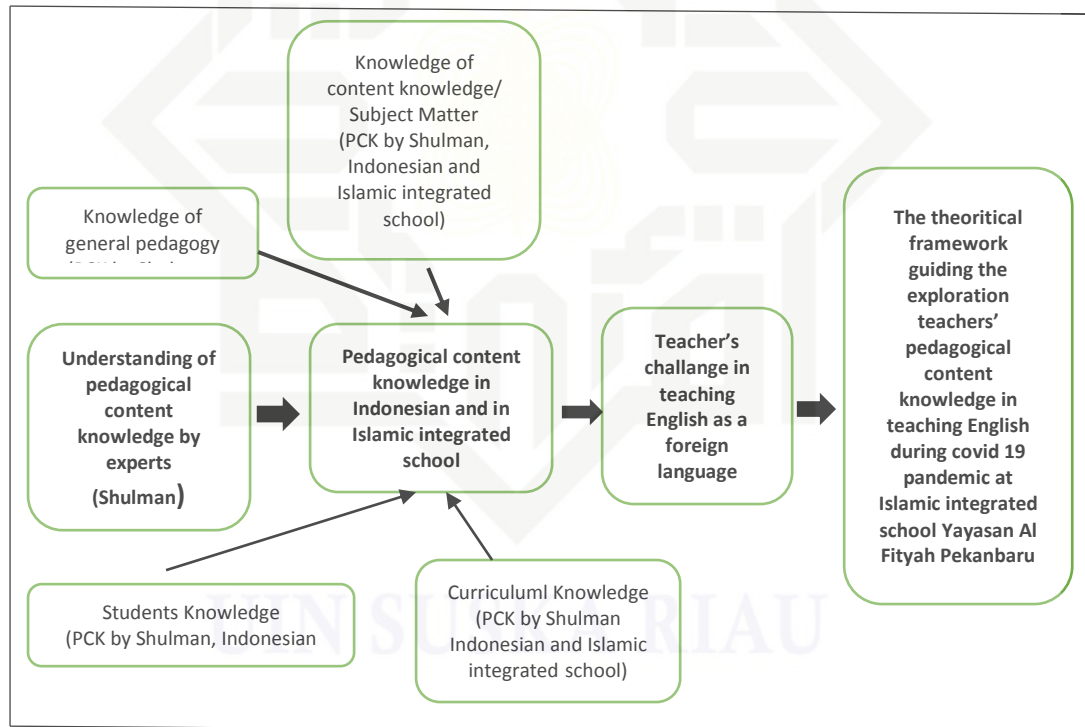 Knowledge of
content knowledge/
Subject Matter
(PCK by Shulman,
Indonesian and
Islamic integrated
school)
Knowledge of
general pedagogy
Understanding of
pedagogical
content
knowledge by
experts
(Shulman)
Pedagogical content
knowledge in
Indonesian and in
Islamic integrated
school
Teacher's
challange in
teaching
English as a
foreign
language
The theoritical
framework
guiding the
exploration
teachers'
pedagogical
content
knowledge in
teaching English
during covid 19
pandemic at
Islamic integrated
school Yayasan Al
Fityah Pekanbaru
Students Knowledge
(PCK by Shulman, Indonesian
Curriculuml Knowledge
(PCK by Shulman
Indonesian and Islamic
integrated school)
UIN SUSKA RIAU